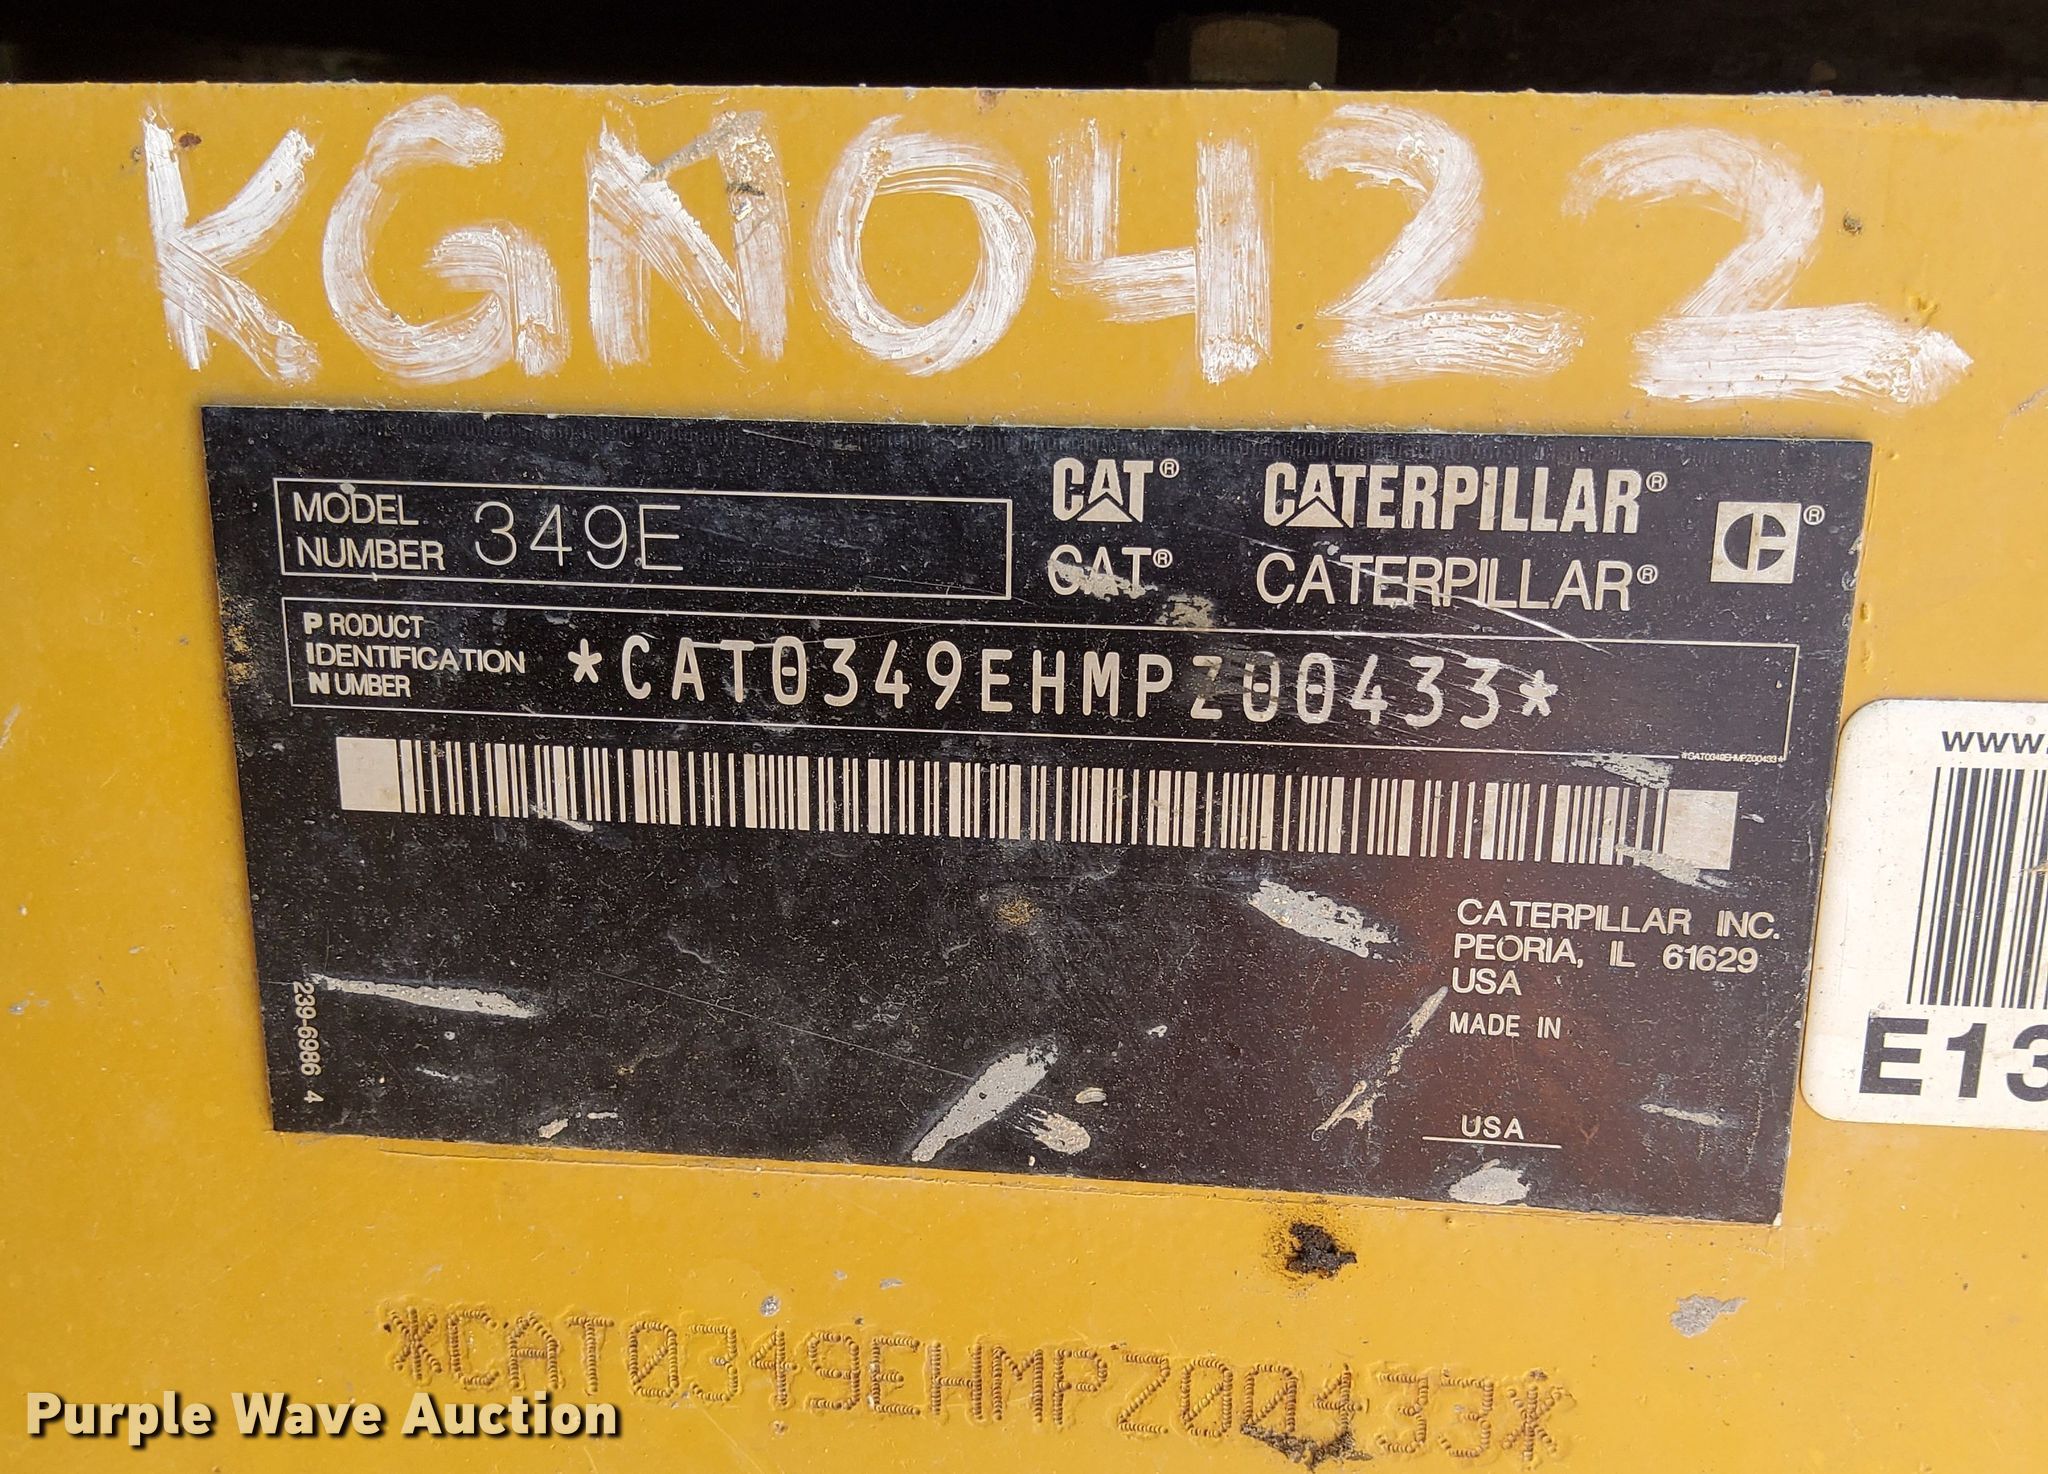 KGN0422
MODEL NUMBER 349E
CAT® CATERPILLAR®
CAT® CATERPILLAR®
PRODUCT IDENTIFICATION NUMBER *CAT0349EHMPZ00433*
*CAT0349EHMPZ00433*
www.
E13
CATERPILLAR INC.
PEORIA, IL 61629
USA
MADE IN
USA
239-6986 4
*CAT0349EHMPZ00433*
Purple Wave Auction